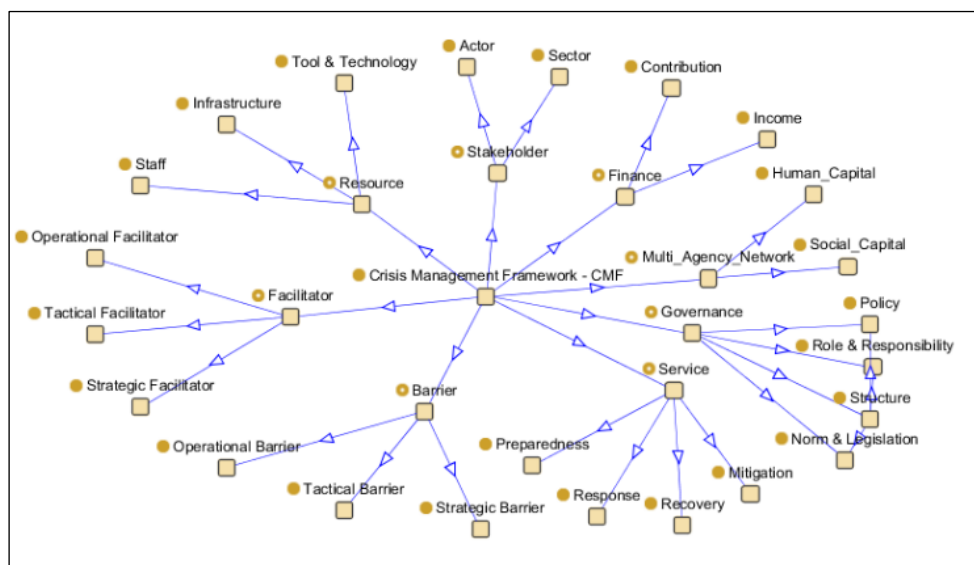 Actor
Sector
Tool & Technology
Contribution
Infrastructure
Income
Stakeholder
Staff
Resource
Finance
Human_Capital
Operational Facilitator
Social_Capital
Multi_Agency_Network
Crisis Management Framework - CMF
Facilitator
Policy
Tactical Facilitator
Governance
Role & Responsibility
Service
Strategic Facilitator
Barrier
Structure
Operational Barrier
Preparedness
Norm & Legislation
Mitigation
Tactical Barrier
Response
Recovery
Strategic Barrier